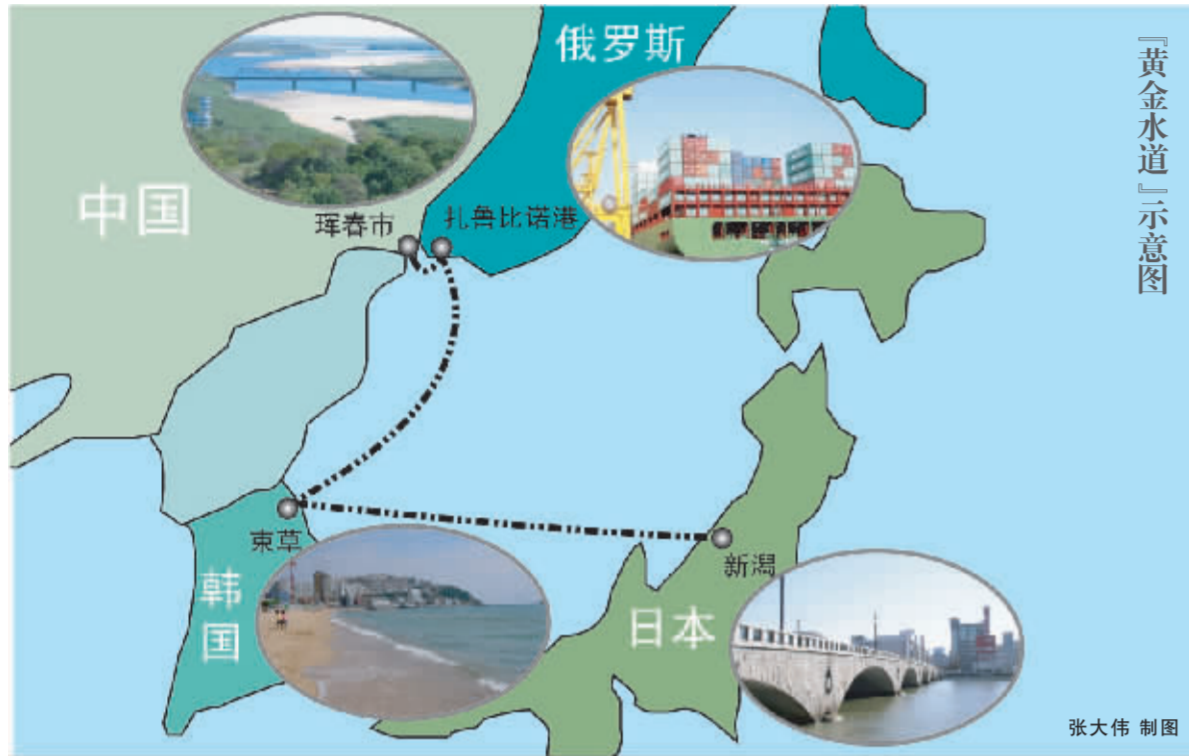 『黄金水道』示意图
俄罗斯
中国
珲春市
扎鲁比诺港
束草
韩国
新潟
日本
张大伟 制图